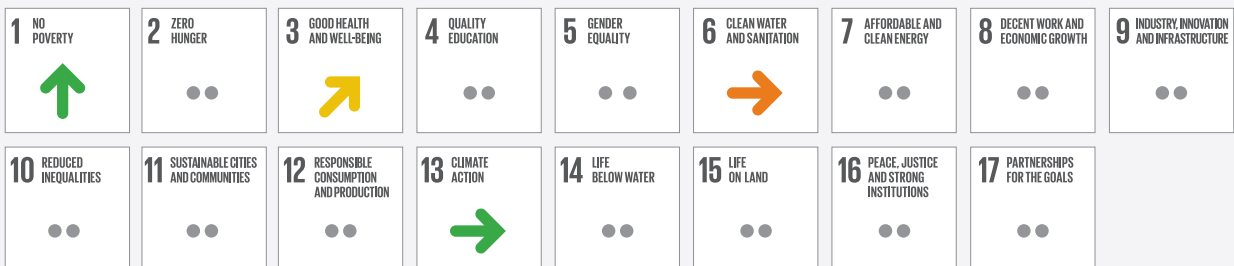 1 NO
POVERTY
2 ZERO
HUNGER
3 GOOD HEALTH
AND WELL-BEING
4 QUALITY
EDUCATION
5 GENDER
EQUALITY
6 CLEAN WATER
AND SANITATION
7 AFFORDABLE AND
CLEAN ENERGY
8 DECENT WORK AND
ECONOMIC GROWTH
9 INDUSTRY, INNOVATION
AND INFRASTRUCTURE
10 REDUCED
INEQUALITIES
11 SUSTAINABLE CITIES
AND COMMUNITIES
12 RESPONSIBLE
CONSUMPTION
AND PRODUCTION
13 CLIMATE
ACTION
14 LIFE
BELOW WATER
15 LIFE
ON LAND
16 PEACE, JUSTICE
AND STRONG
INSTITUTIONS
17 PARTNERSHIPS
FOR THE GOALS